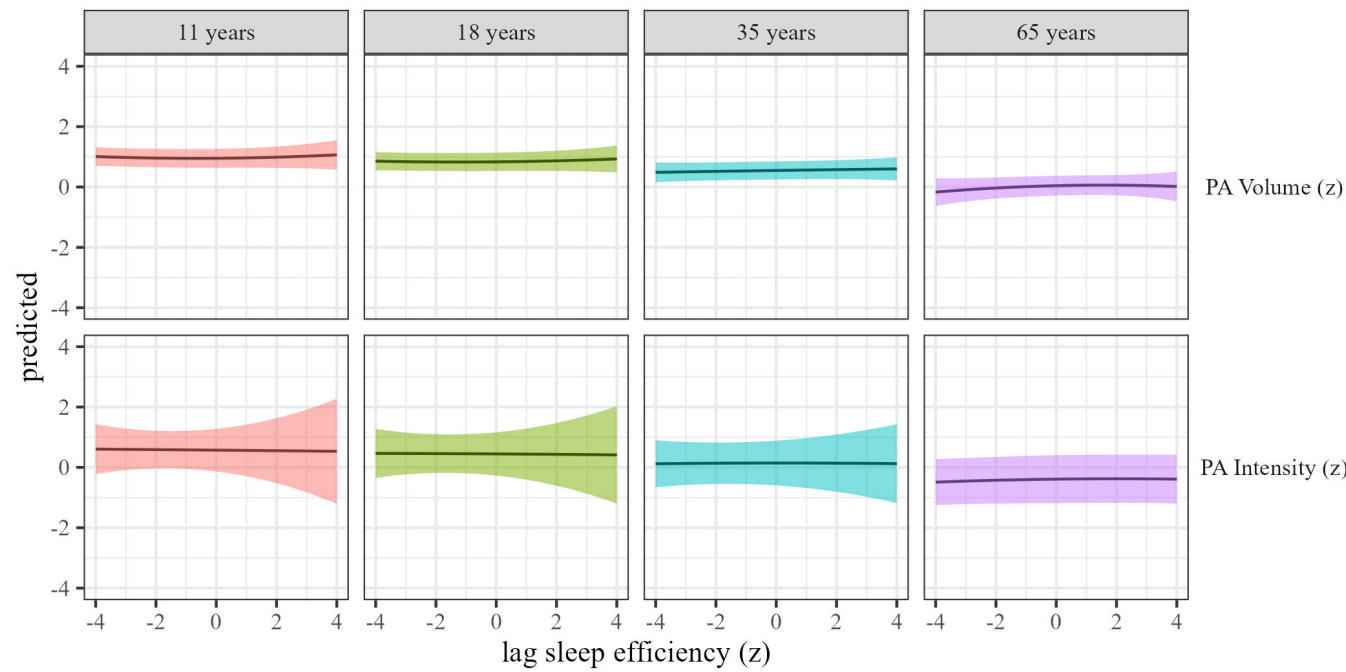 11 years
18 years
35 years
65 years
4
2
0
-2
-4
PA Volume (z)
predicted
4
2
0
-2
-4
PA Intensity (z)
-4 -2 0 2 4
-4 -2 0 2 4
-4 -2 0 2 4
-4 -2 0 2 4
lag sleep efficiency (z)